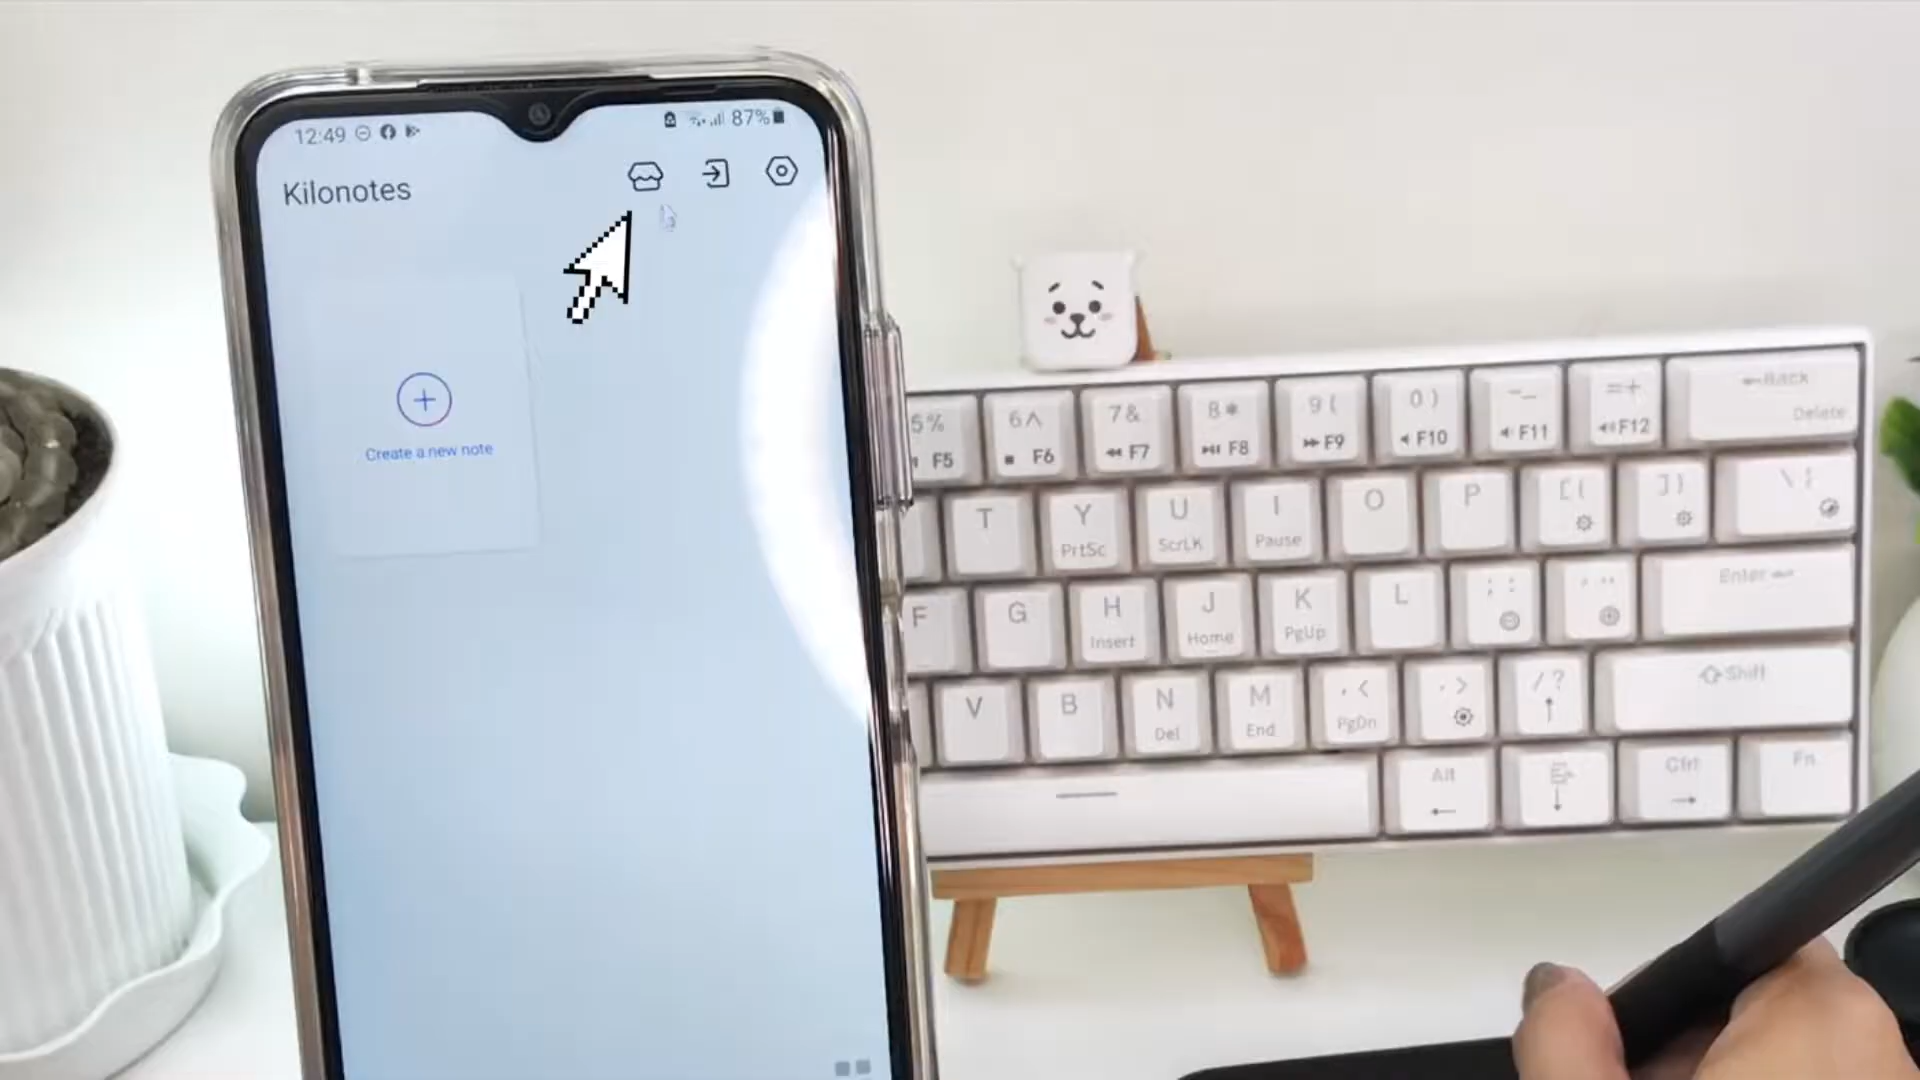 12:49
87%
Kilonotes
Create a new note
5% 6^ 7& 8* 9( 0) -_ =+ Back
F5 F6 F7 F8 F9 F10 F11 F12 Delete
T Y U I O P [{ ]} \|
PrtSc ScrLK Pause
F G H J K L ; : Enter
Insert Home PgUp
V B N M , < . > / ? Shift
Del End PgDn
Alt Ctrl Fn